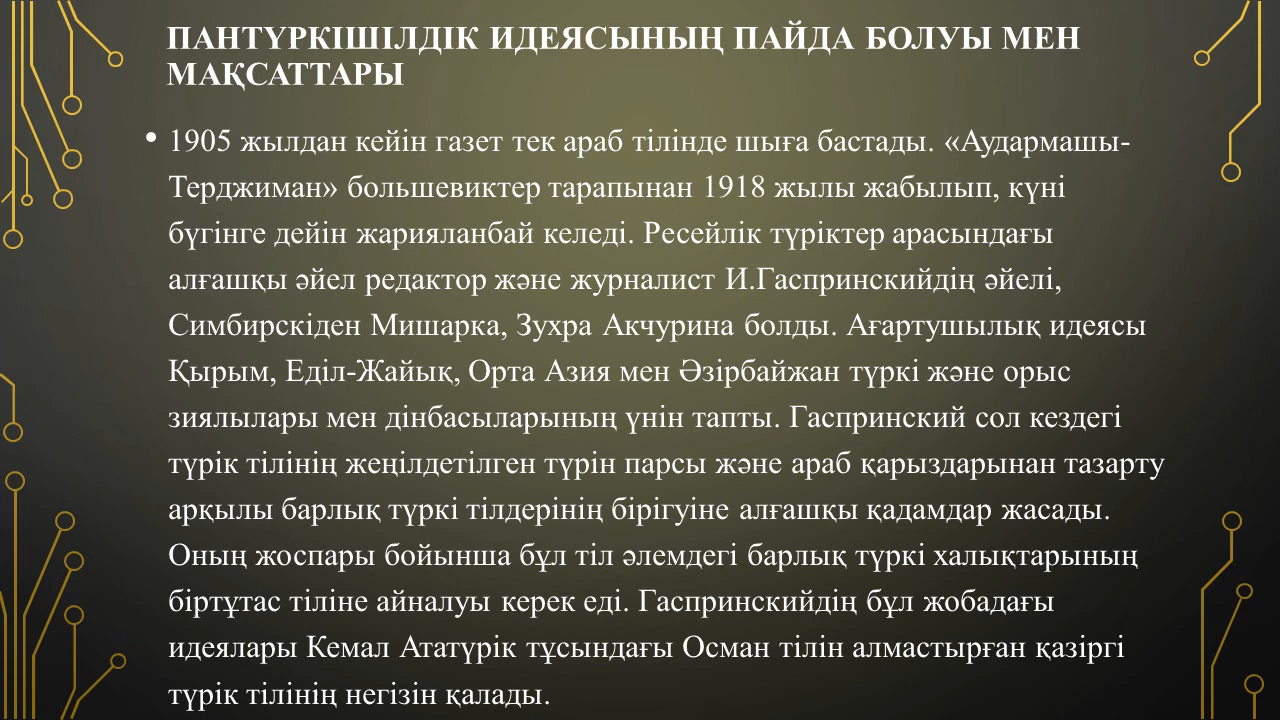 ПАНТҮРКІШІЛДІК ИДЕЯСЫНЫҢ ПАЙДА БОЛУЫ МЕН
МАҚСАТТАРЫ
• 1905 жылдан кейін газет тек араб тілінде шыға бастады. «Аудармашы-
Терджиман» большевиктер тарапынан 1918 жылы жабылып, күні
бүгінге дейін жарияланбай келеді. Ресейлік түріктер арасындағы
алғашқы әйел редактор және журналист И.Гаспринскийдің әйелі,
Симбирскіден Мишарка, Зухра Акчурина болды. Ағартушылық идеясы
Қырым, Еділ-Жайық, Орта Азия мен Әзірбайжан түркі және орыс
зиялылары мен дінбасыларының үнін тапты. Гаспринский сол кездегі
түрік тілінің жеңілдетілген түрін парсы және араб қарыздарынан тазарту
арқылы барлық түркі тілдерінің бірігуіне алғашқы қадамдар жасады.
Оның жоспары бойынша бұл тіл әлемдегі барлық түркі халықтарының
біртұтас тіліне айналуы керек еді. Гаспринскийдің бұл жобадағы
идеялары Кемал Ататүрік тұсындағы Осман тілін алмастырған қазіргі
түрік тілінің негізін қалады.